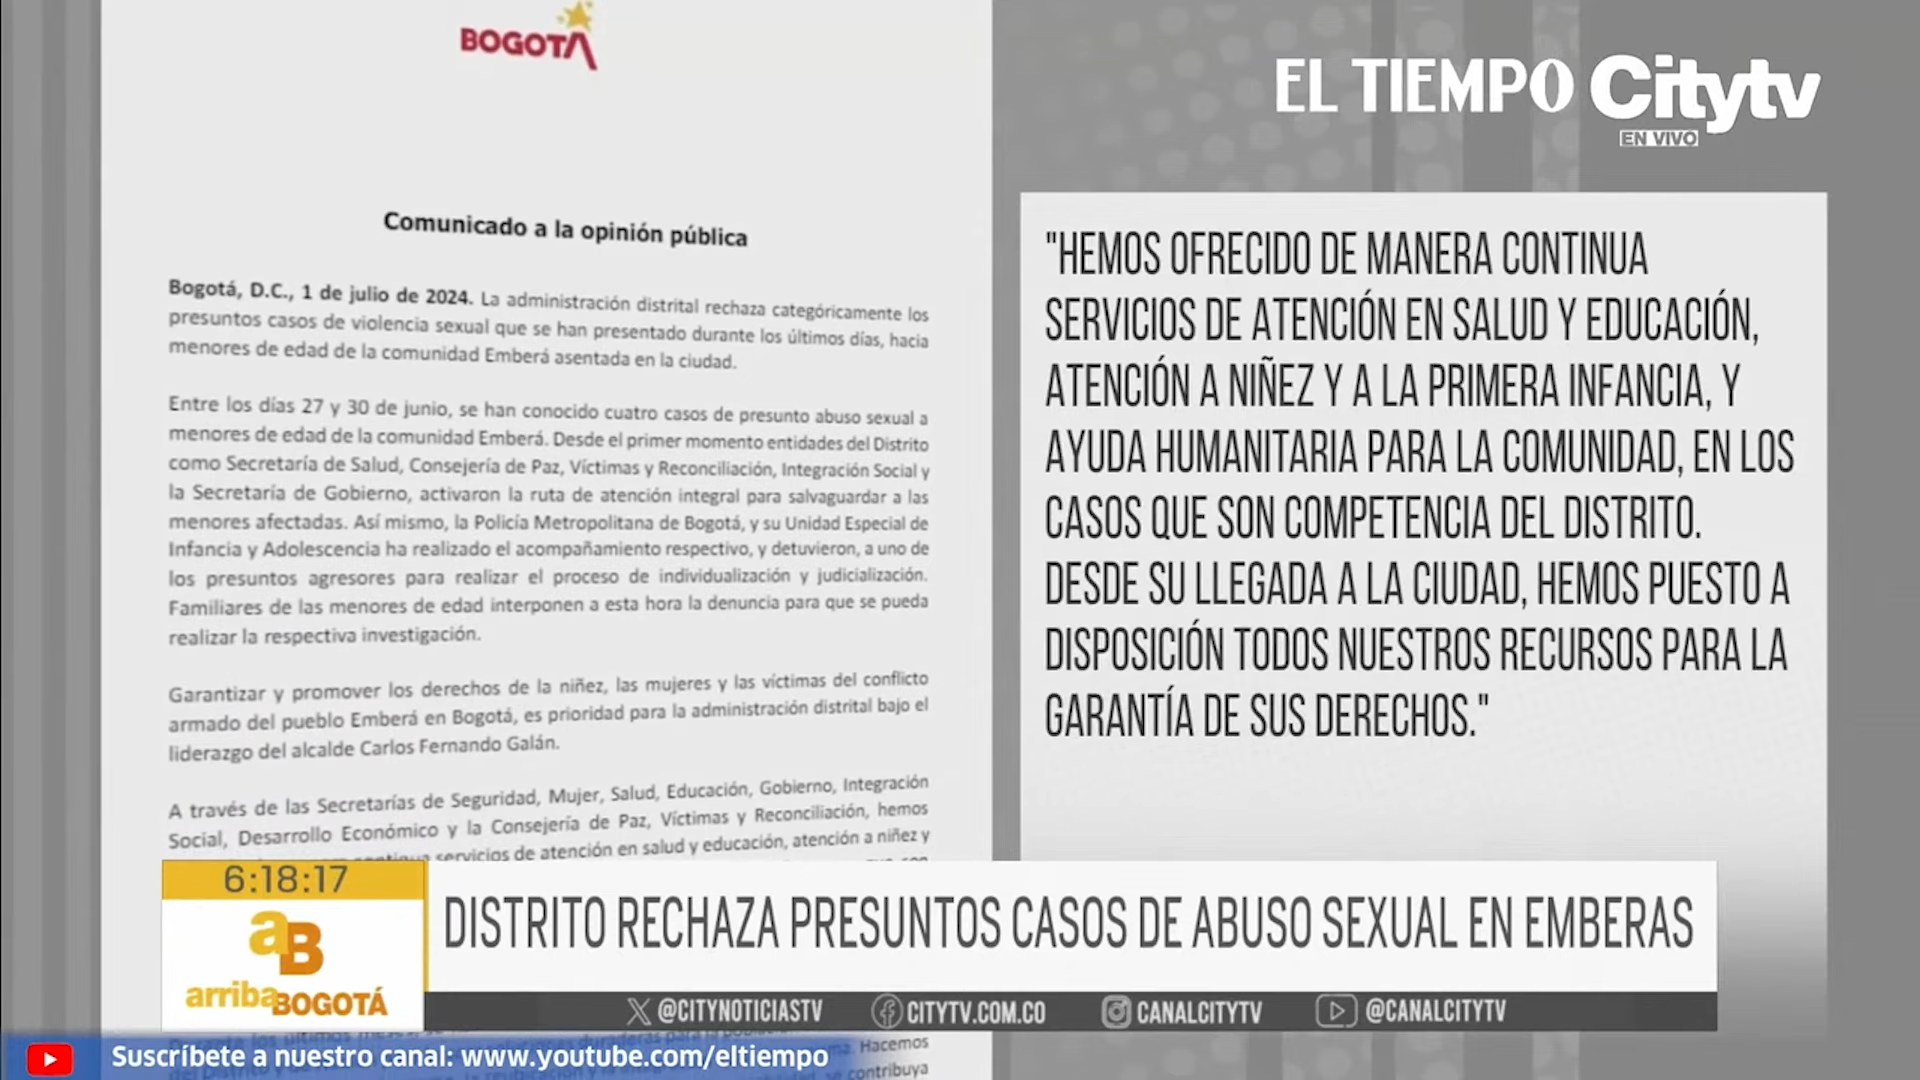 BOGOTA
Comunicado a la opinión pública
Bogotá, D.C., 1 de julio de 2024. La administración distrital rechaza categóricamente los
presuntos casos de violencia sexual que se han presentado durante los últimos días, hacia
menores de edad de la comunidad Emberá asentada en la ciudad.
Entre los días 27 y 30 de junio, se han conocido cuatro casos de presunto abuso sexual a
menores de edad de la comunidad Emberá. Desde el primer momento entidades del Distrito
como Secretaría de Salud, Consejería de Paz, Víctimas y Reconciliación, Integración Social y
la Secretaría de Gobierno, activaron la ruta de atención integral para salvaguardar a las
menores afectadas. Así mismo, la Policía Metropolitana de Bogotá, y su Unidad Especial de
Infancia y Adolescencia ha realizado el acompañamiento respectivo, y detuvieron, a uno de
los presuntos agresores para realizar el proceso de individualización y judicialización.
Familiares de las menores de edad interponen a esta hora la denuncia para que se pueda
realizar la respectiva investigación.
Garantizar y promover los derechos de la niñez, las mujeres y las víctimas del conflicto
armado del pueblo Emberá en Bogotá, es prioridad para la administración distrital bajo el
liderazgo del alcalde Carlos Fernando Galán.
A través de las Secretarías de Seguridad, Mujer, Salud, Educación, Gobierno, Integración
Social, Desarrollo Económico y la Consejería de Paz, Víctimas y Reconciliación, hemos
servicios de atención en salud y educación, atención a niñez y
EL TIEMPO Citytv
EN VIVO
"HEMOS OFRECIDO DE MANERA CONTINUA
SERVICIOS DE ATENCIÓN EN SALUD Y EDUCACIÓN,
ATENCIÓN A NIÑEZ Y A LA PRIMERA INFANCIA, Y
AYUDA HUMANITARIA PARA LA COMUNIDAD, EN LOS
CASOS QUE SON COMPETENCIA DEL DISTRITO.
DESDE SU LLEGADA A LA CIUDAD, HEMOS PUESTO A
DISPOSICIÓN TODOS NUESTROS RECURSOS PARA LA
GARANTÍA DE SUS DERECHOS."
6:18:17
aB
arriba BOGOTÁ
DISTRITO RECHAZA PRESUNTOS CASOS DE ABUSO SEXUAL EN EMBERAS
@CITYNOTICIASTV CITYTV.COM.CO CANALCITYTV @CANALCITYTV
Suscríbete a nuestro canal: www.youtube.com/eltiempo
Hacemos
contribuya